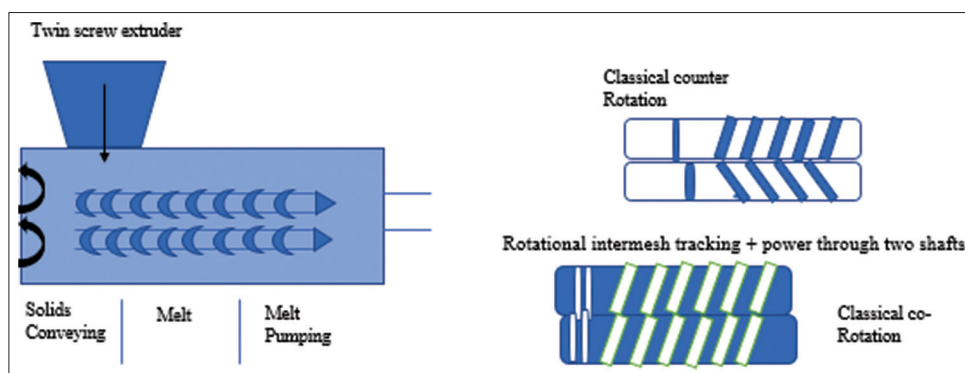 Twin screw extruder
Solids
Conveying
Melt
Melt
Pumping
Classical counter
Rotation
Rotational intermesh tracking + power through two shafts
Classical co-
Rotation